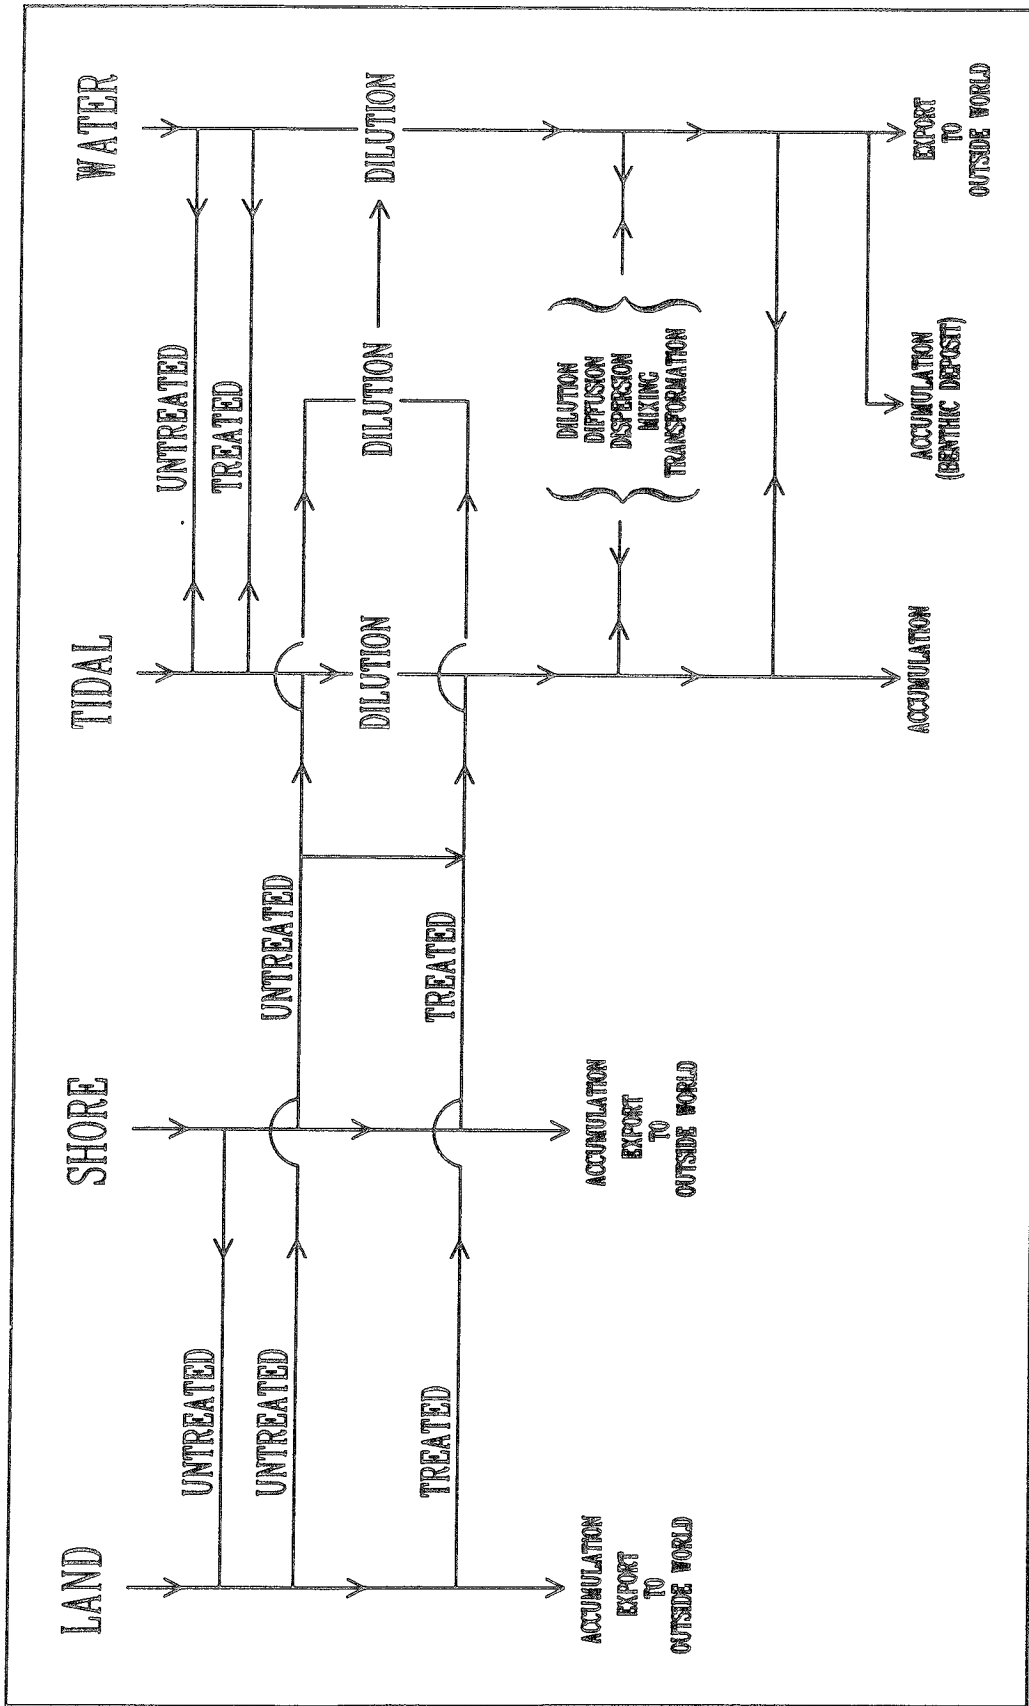 LAND
SHORE
TIDAL
WATER
UNTREATED
UNTREATED
TREATED
UNTREATED
TREATED
UNTREATED
TREATED
DILUTION
DILUTION
DILUTION
DILUTION
DIFFUSION
DISPERSION
MIXING
TRANSFORMATION
ACCUMULATION
EXPORT
TO
OUTSIDE WORLD
ACCUMULATION
EXPORT
TO
OUTSIDE WORLD
ACCUMULATION
ACCUMULATION
(BENTHIC DEPOSIT)
EXPORT
TO
OUTSIDE WORLD